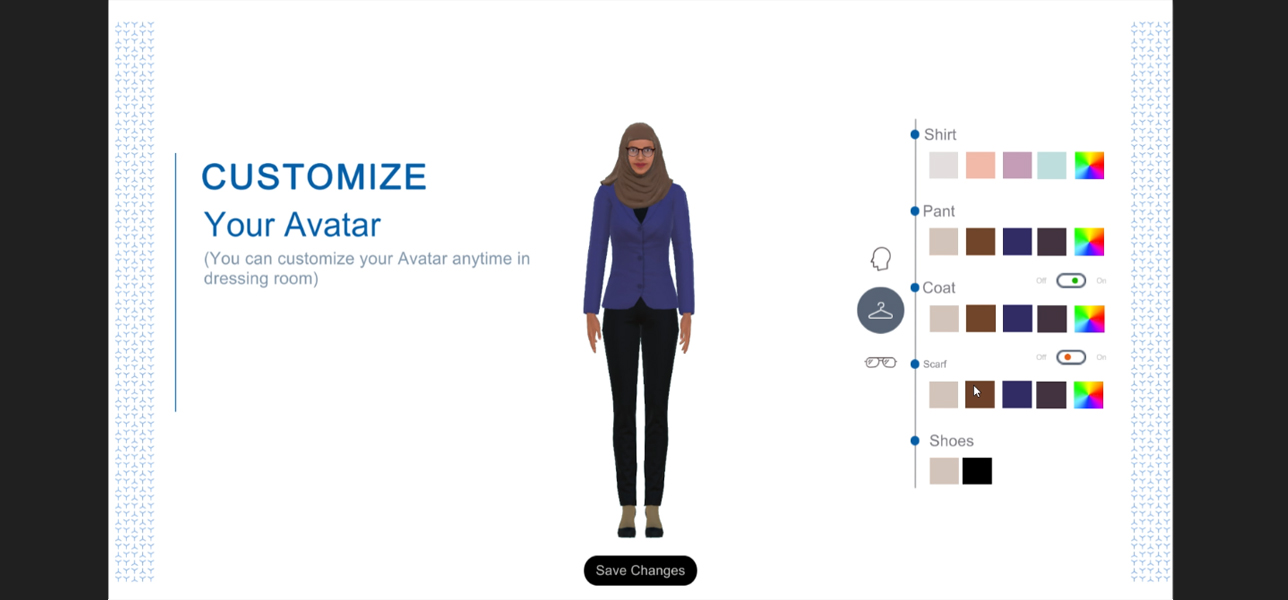 CUSTOMIZE
Your Avatar
(You can customize your Avatar anytime in
dressing room)
Shirt
Pant
Off On
Coat
Off On
Scarf
Shoes
Save Changes